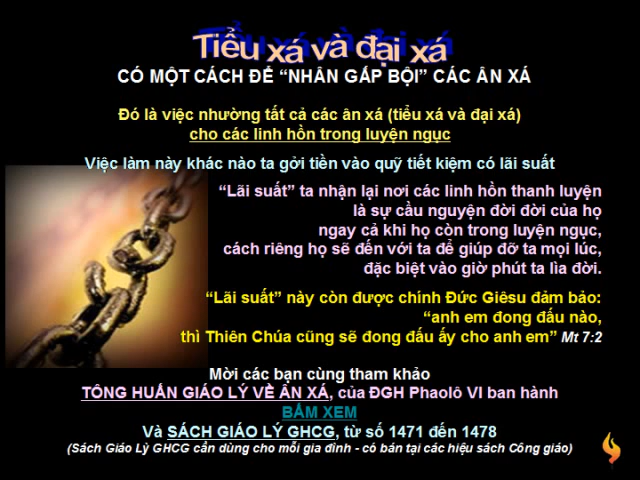 Tiểu xá và đại xá
CÓ MỘT CÁCH ĐỂ “NHÂN GẤP BỘI” CÁC ÂN XÁ
Đó là việc nhường tất cả các ân xá (tiểu xá và đại xá)
cho các linh hồn trong luyện ngục
Việc làm này khác nào ta gởi tiền vào quỹ tiết kiệm có lãi suất
“Lãi suất” ta nhận lại nơi các linh hồn thanh luyện
là sự cầu nguyện đời đời của họ
ngay cả khi họ còn trong luyện ngục,
cách riêng họ sẽ đến với ta để giúp đỡ ta mọi lúc,
đặc biệt vào giờ phút ta lìa đời.
“Lãi suất” này còn được chính Đức Giêsu đảm bảo:
“anh em đong đấu nào,
thì Thiên Chúa cũng sẽ đong đấu ấy cho anh em” Mt 7:2
Mời các bạn cùng tham khảo
TÔNG HUẤN GIÁO LÝ VỀ ÂN XÁ, của ĐGH Phaolô VI ban hành
BẤM XEM
Và SÁCH GIÁO LÝ GHCG, từ số 1471 đến 1478
(Sách Giáo Lý GHCG cần dùng cho mỗi gia đình - có bán tại các hiệu sách Công giáo)